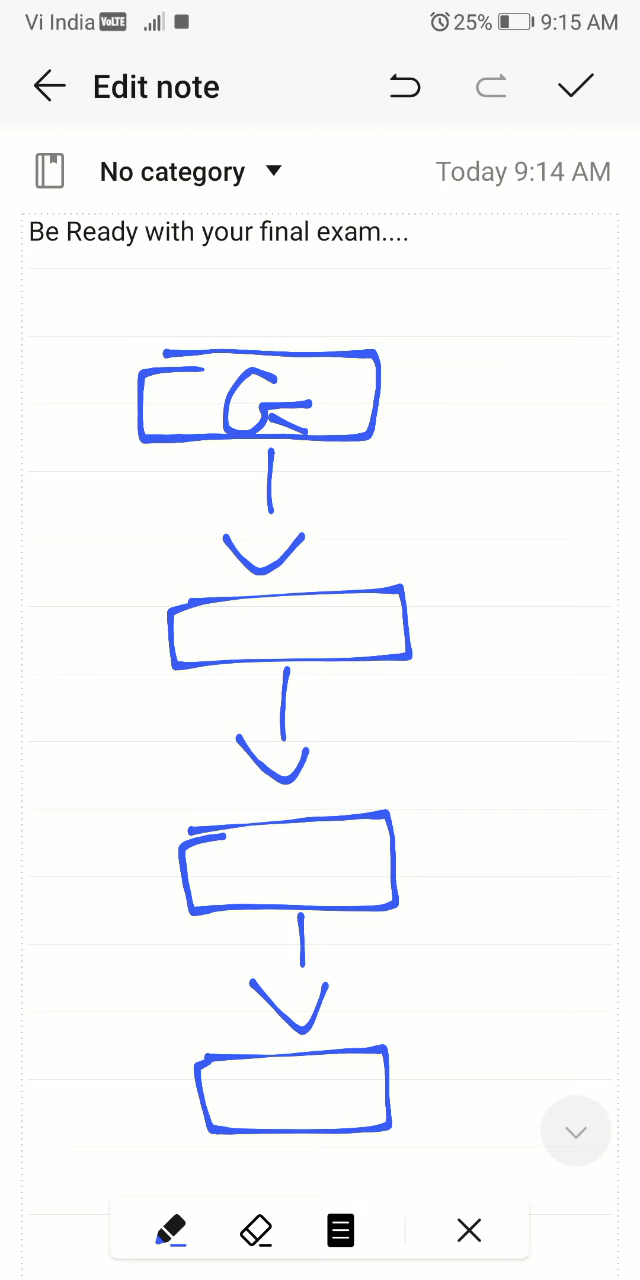 Vi India VoLTE 25% 9:15 AM
Edit note
No category Today 9:14 AM
Be Ready with your final exam....
G